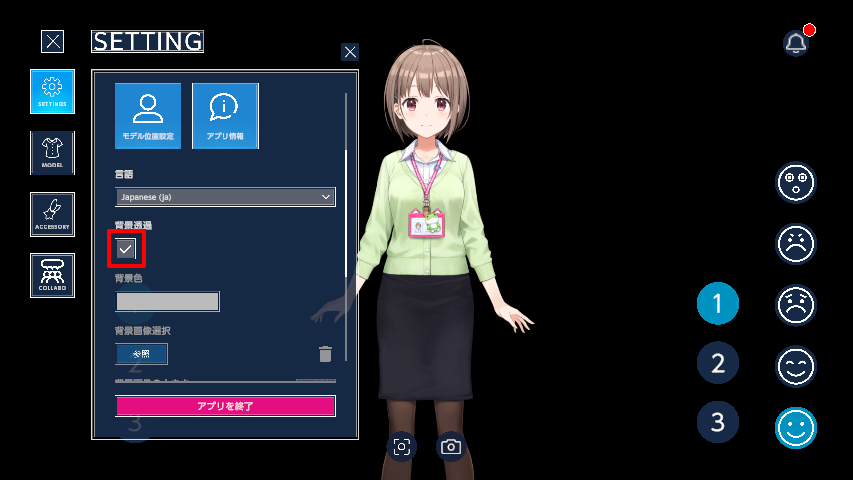 SETTING
SETTINGS
MODEL
ACCESSORY
COLLABO
モデル位置設定
アプリ情報
言語
Japanese (ja)
背景透過
背景色
背景画像選択
参照
アプリを終了
1
2
3
2
3